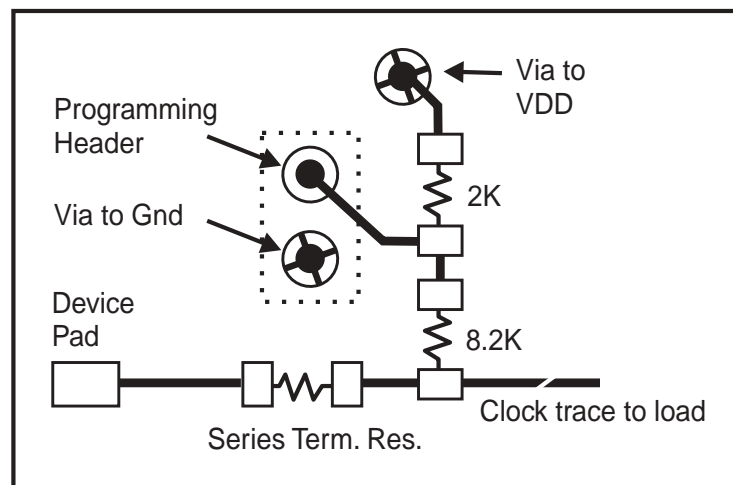 Via to
VDD
Programming
Header
2K
Via to Gnd
Device
Pad
8.2K
Clock trace to load
Series Term. Res.